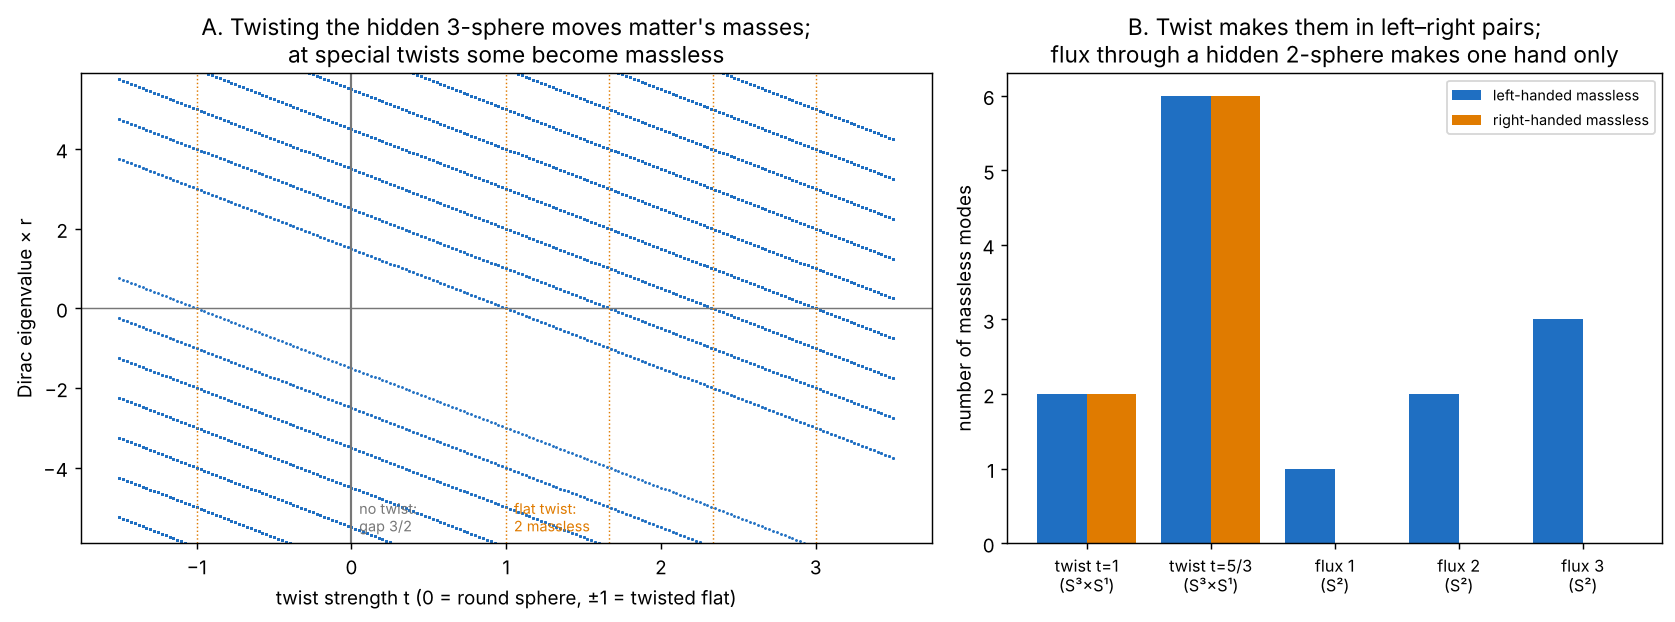 A. Twisting the hidden 3-sphere moves matter's masses;
at special twists some become massless
Dirac eigenvalue × r
4
2
0
−2
−4
no twist:
gap 3/2
flat twist:
2 massless
−1
0
1
2
3
twist strength t (0 = round sphere, ±1 = twisted flat)
B. Twist makes them in left–right pairs;
flux through a hidden 2-sphere makes one hand only
number of massless modes
6
5
4
3
2
1
0
left-handed massless
right-handed massless
twist t=1
(S³×S¹)
twist t=5/3
(S³×S¹)
flux 1
(S²)
flux 2
(S²)
flux 3
(S²)